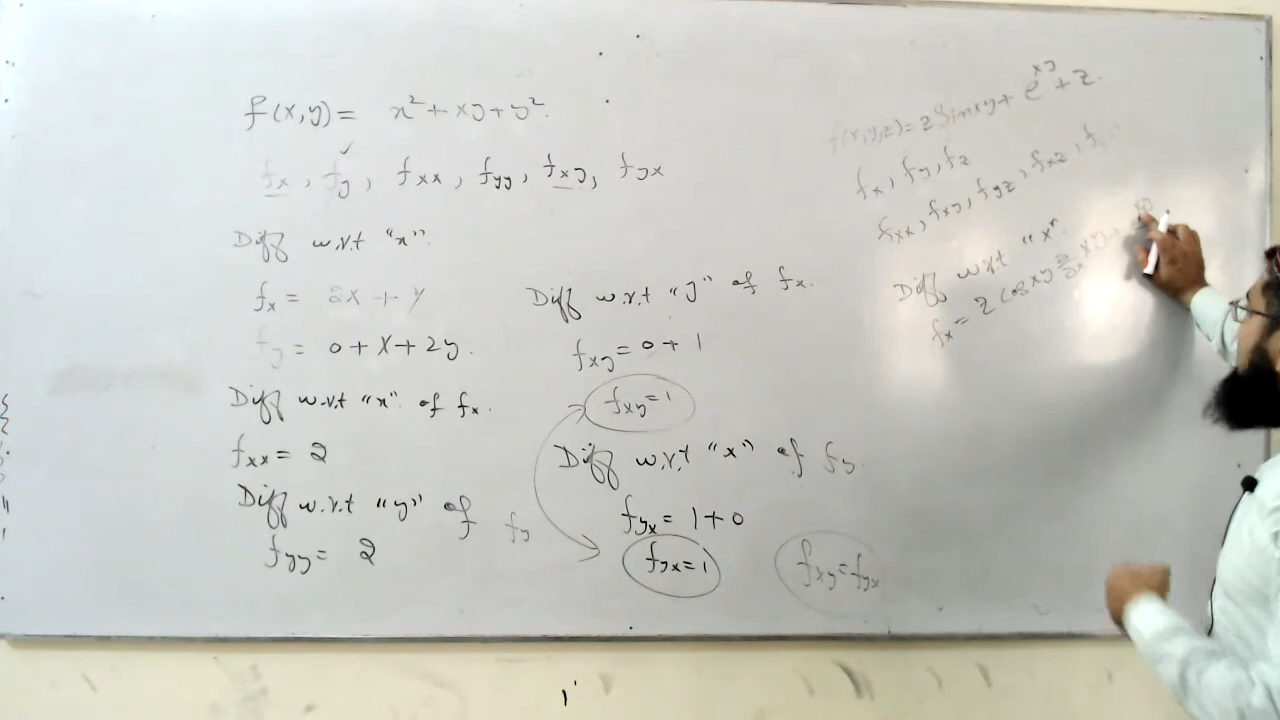 f(x,y) = x² + xy + y².
fx, fy, fxx, fyy, fxy, fyx
Diff w.r.t "x".
fx = 2x + y
fy = 0 + x + 2y.
Diff w.r.t "x" of fx.
fxx = 2
Diff w.r.t "y" of fy
fyy = 2
Diff w.r.t "y" of fx.
fxy = 0 + 1
fxy = 1
Diff w.r.t "x" of fy.
fyx = 1 + 0
fyx = 1
fxy = fyx
f(x,y,z) = z Sinxy + e^xy + z.
fx, fy, fz
fxx, fxy, fyz, fxz,
Diff w.r.t "x"
fx = z Cos xy ∂/∂x xy